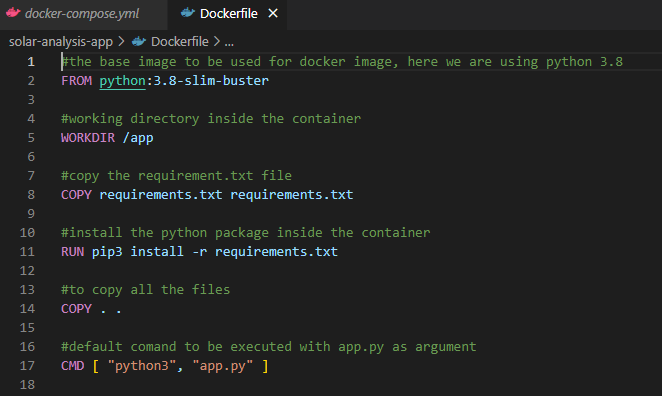 docker-compose.yml Dockerfile ×
solar-analysis-app > Dockerfile > ...
1 #the base image to be used for docker image, here we are using python 3.8
2 FROM python:3.8-slim-buster
3
4 #working directory inside the container
5 WORKDIR /app
6
7 #copy the requirement.txt file
8 COPY requirements.txt requirements.txt
9
10 #install the python package inside the container
11 RUN pip3 install -r requirements.txt
12
13 #to copy all the files
14 COPY . .
15
16 #default comand to be executed with app.py as argument
17 CMD [ "python3", "app.py" ]
18